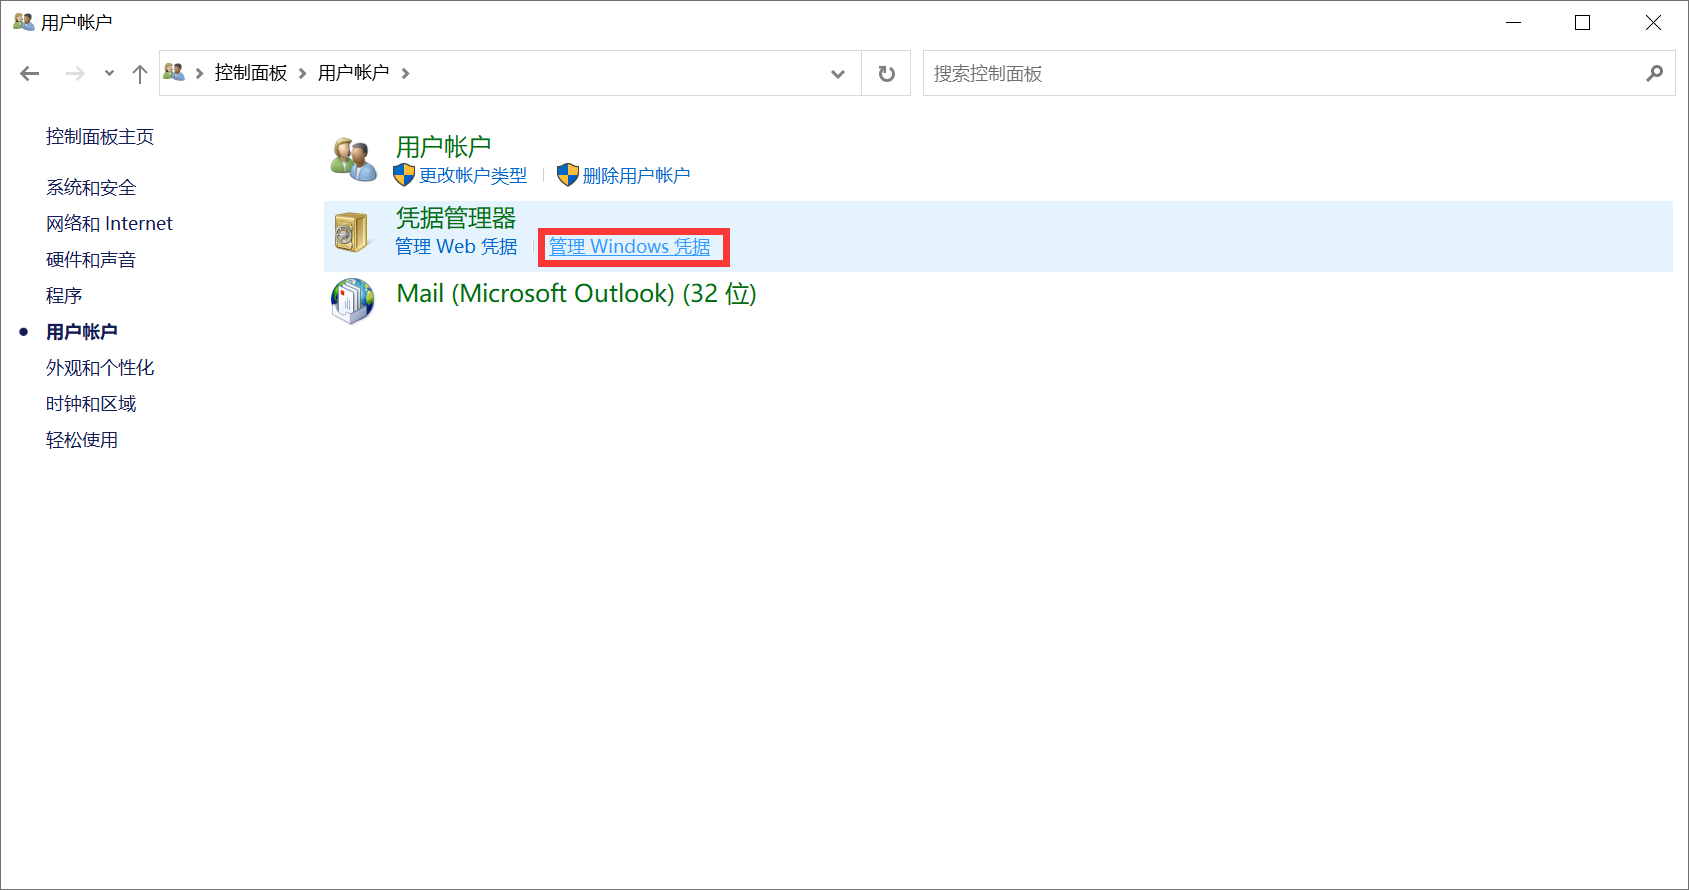 用户帐户
控制面板 用户帐户
搜索控制面板
控制面板主页
系统和安全
网络和 Internet
硬件和声音
程序
用户帐户
外观和个性化
时钟和区域
轻松使用
用户帐户
更改帐户类型 删除用户帐户
凭据管理器
管理 Web 凭据 管理 Windows 凭据
Mail (Microsoft Outlook) (32 位)